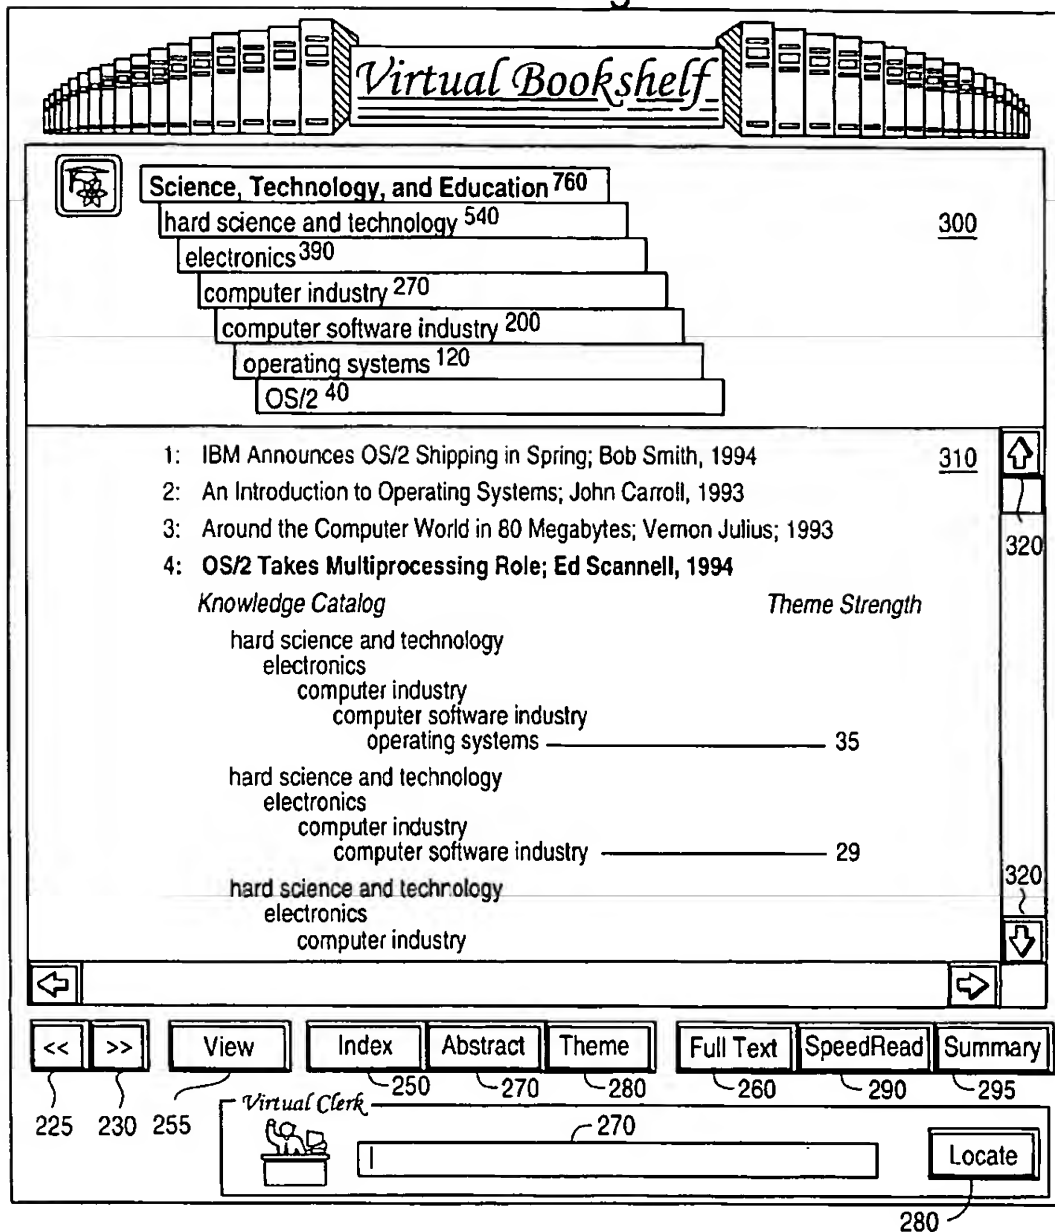 Virtual Bookshelf
Science, Technology, and Education 760
hard science and technology 540
300
electronics 390
computer industry 270
computer software industry 200
operating systems 120
OS/2 40
1: IBM Announces OS/2 Shipping in Spring; Bob Smith, 1994
310
2: An Introduction to Operating Systems; John Carroll, 1993
3: Around the Computer World in 80 Megabytes; Vernon Julius; 1993
320
4: OS/2 Takes Multiprocessing Role; Ed Scannell, 1994
Knowledge Catalog Theme Strength
hard science and technology
electronics
computer industry
computer software industry
operating systems 35
hard science and technology
electronics
computer industry
computer software industry 29
320
hard science and technology
electronics
computer industry
<< >> View Index Abstract Theme Full Text SpeedRead Summary
250 270 280 260 290 295
225 230 255
Virtual Clerk
270
Locate
280